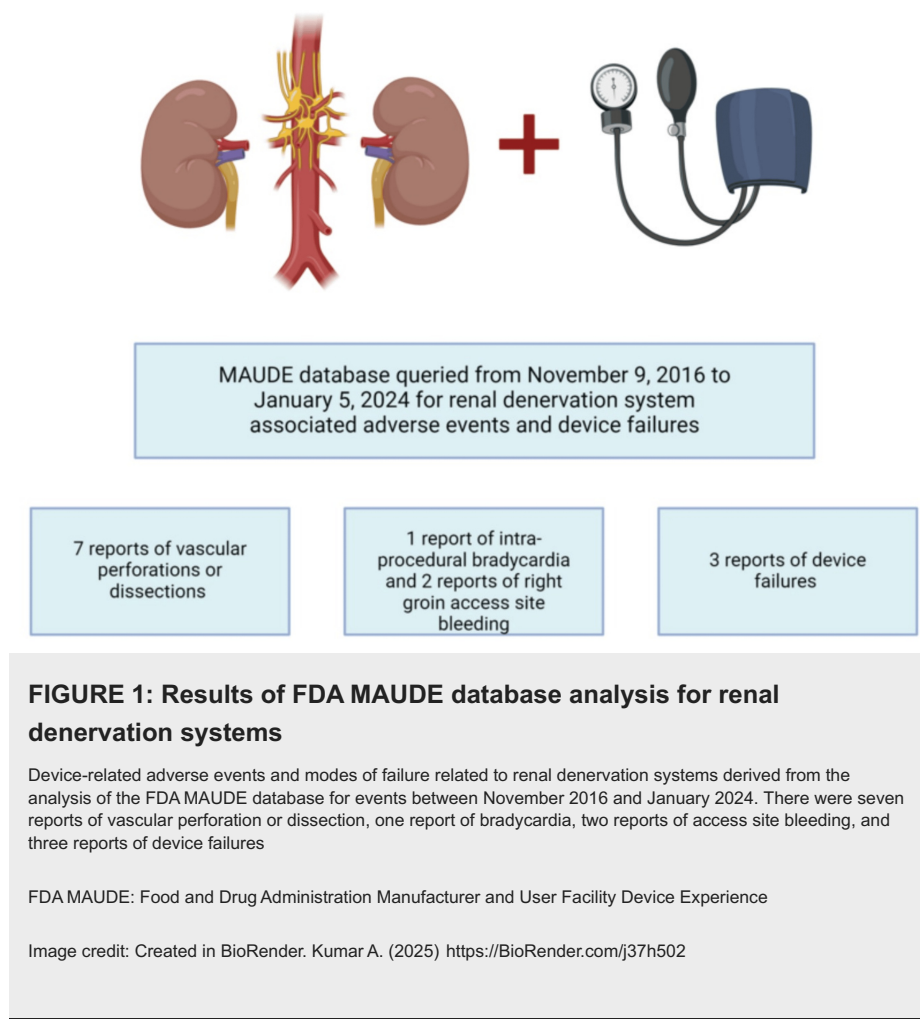 MAUDE database queried from November 9, 2016 to
January 5, 2024 for renal denervation system
associated adverse events and device failures
7 reports of vascular
perforations or
dissections
1 report of intra-
procedural bradycardia
and 2 reports of right
groin access site
bleeding
3 reports of device
failures
FIGURE 1: Results of FDA MAUDE database analysis for renal
denervation systems
Device-related adverse events and modes of failure related to renal denervation systems derived from the
analysis of the FDA MAUDE database for events between November 2016 and January 2024. There were seven
reports of vascular perforation or dissection, one report of bradycardia, two reports of access site bleeding, and
three reports of device failures
FDA MAUDE: Food and Drug Administration Manufacturer and User Facility Device Experience
Image credit: Created in BioRender. Kumar A. (2025) https://BioRender.com/j37h502